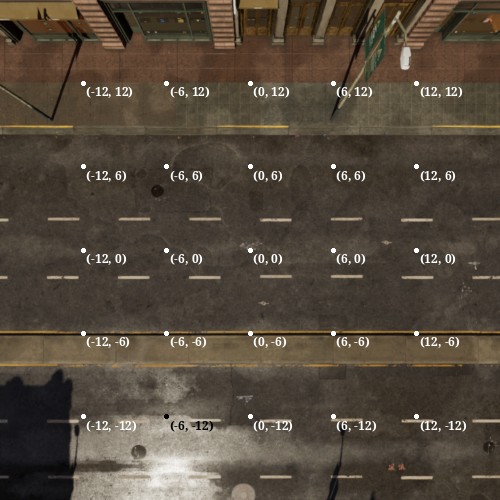 (-12, 12) (-6, 12) (0, 12) (6, 12) (12, 12)
(-12, 6) (-6, 6) (0, 6) (6, 6) (12, 6)
(-12, 0) (-6, 0) (0, 0) (6, 0) (12, 0)
(-12, -6) (-6, -6) (0, -6) (6, -6) (12, -6)
(-12, -12) (-6, -12) (0, -12) (6, -12) (12, -12)